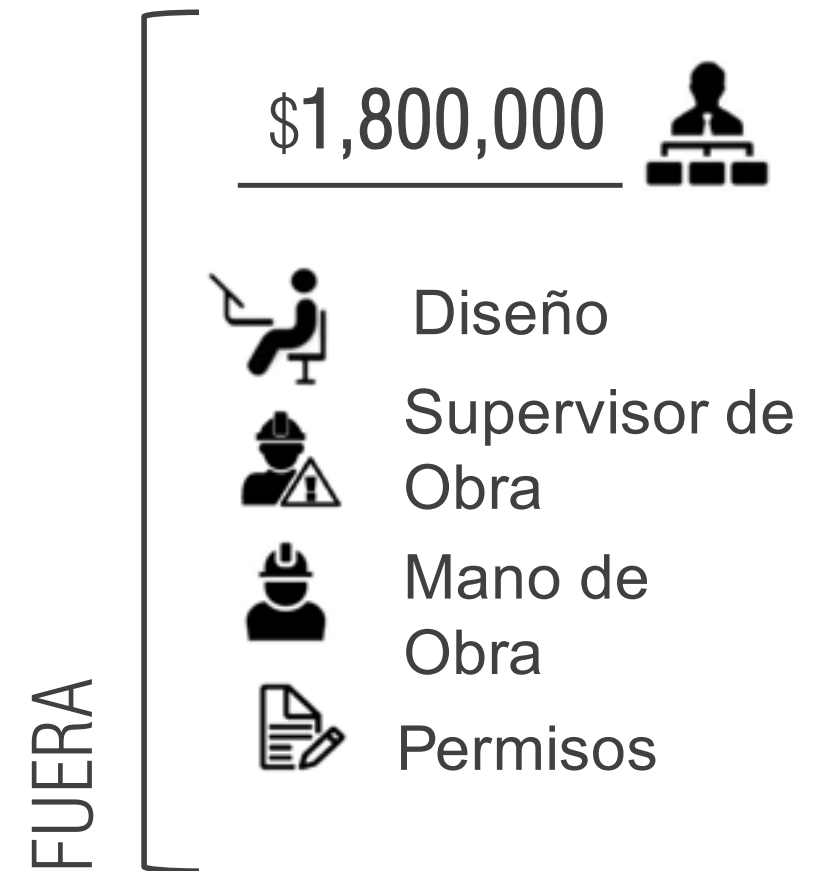 $1,800,000
Diseño
Supervisor de
Obra
Mano de
Obra
Permisos
FUERA